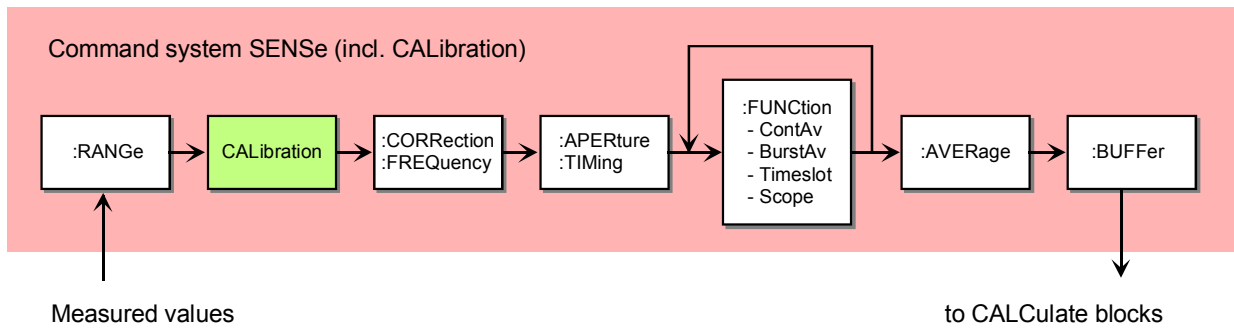 Command system SENSe (incl. CALibration)
:RANGe
CALibration
:CORRection
:FREQuency
:APERture
:TIMing
:FUNCtion
- ContAv
- BurstAv
- Timeslot
- Scope
:AVERage
:BUFFer
Measured values
to CALCulate blocks